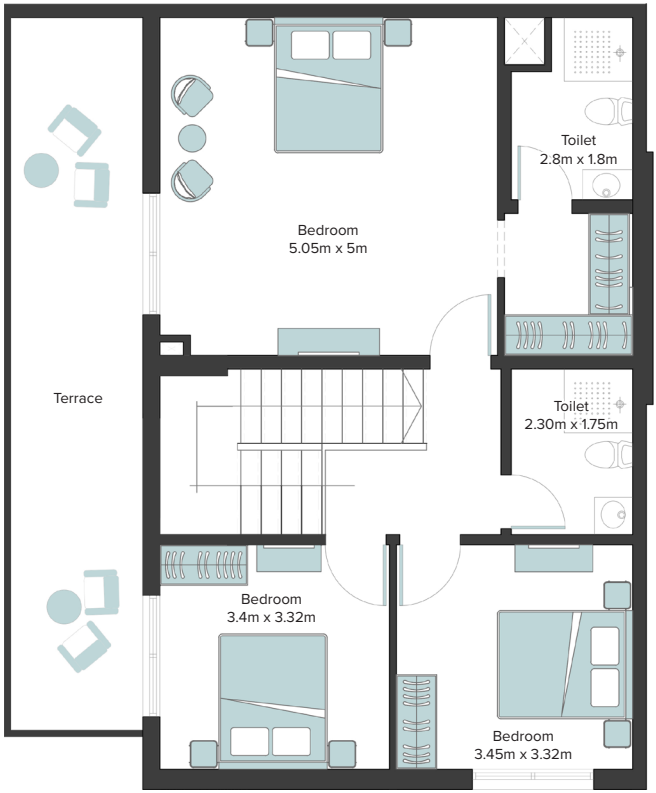 Toilet
2.8m x 1.8m
Bedroom
5.05m x 5m
Terrace
Toilet
2.30m x 1.75m
Bedroom
3.4m x 3.32m
Bedroom
3.45m x 3.32m